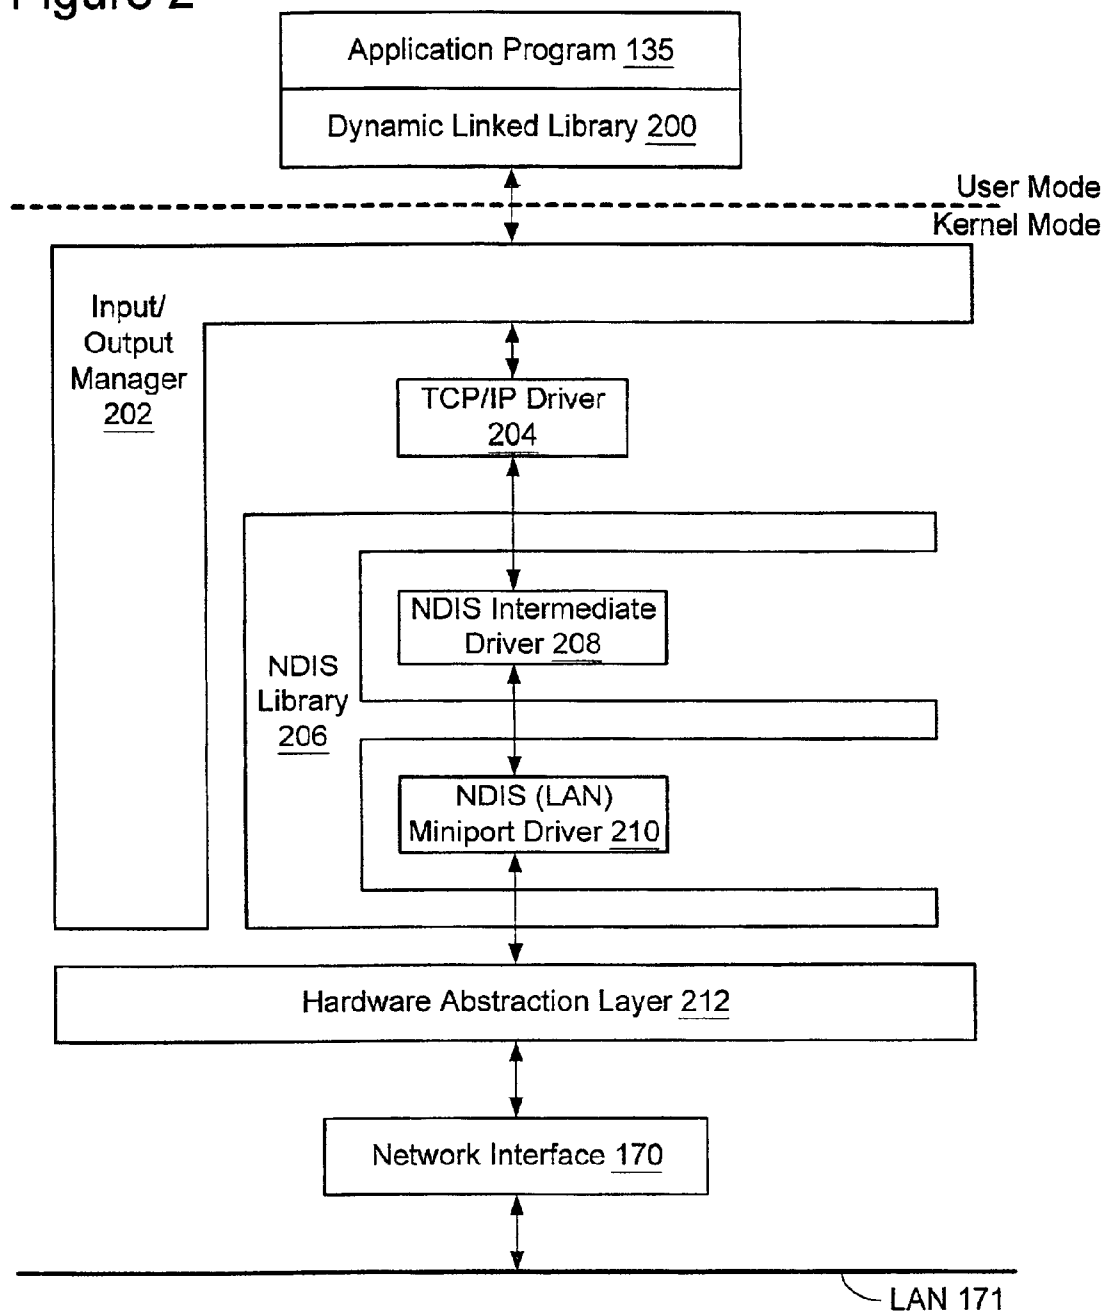 Figure 2
Application Program 135
Dynamic Linked Library 200
User Mode
Kernel Mode
Input/
Output
Manager
202
TCP/IP Driver
204
NDIS Intermediate
Driver 208
NDIS
Library
206
NDIS (LAN)
Miniport Driver 210
Hardware Abstraction Layer 212
Network Interface 170
LAN 171